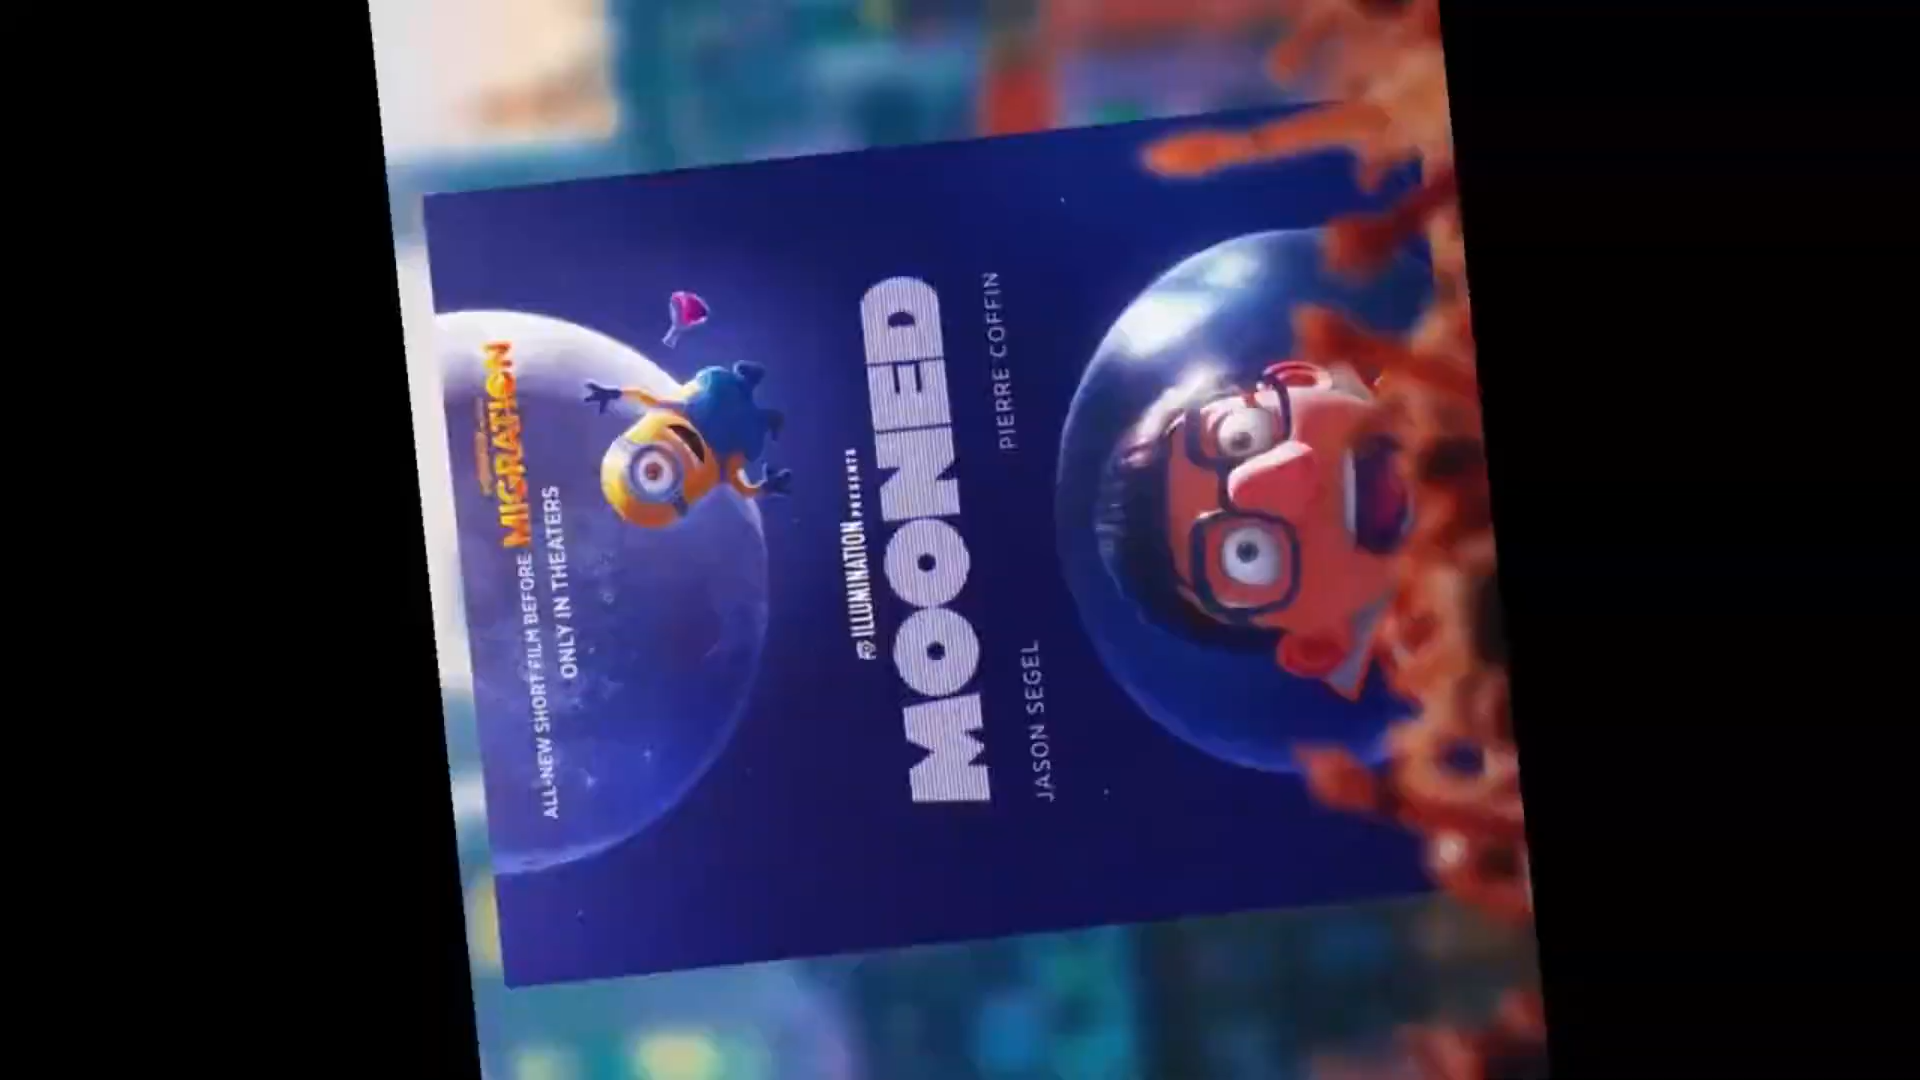 ALL-NEW SHORT FILM BEFORE MIGRATION
ONLY IN THEATERS
ILLUMINATION PRESENTS
MOONED
JASON SEGEL PIERRE COFFIN